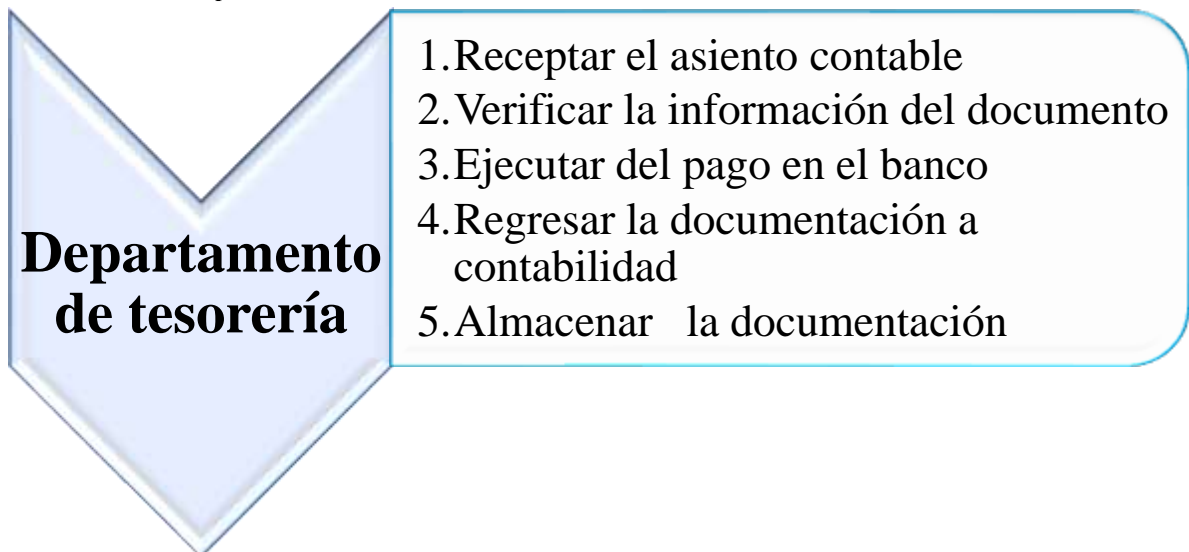 Departamento
de tesorería
1.Receptar el asiento contable
2.Verificar la información del documento
3.Ejecutar del pago en el banco
4.Regresar la documentación a
contabilidad
5.Almacenar la documentación